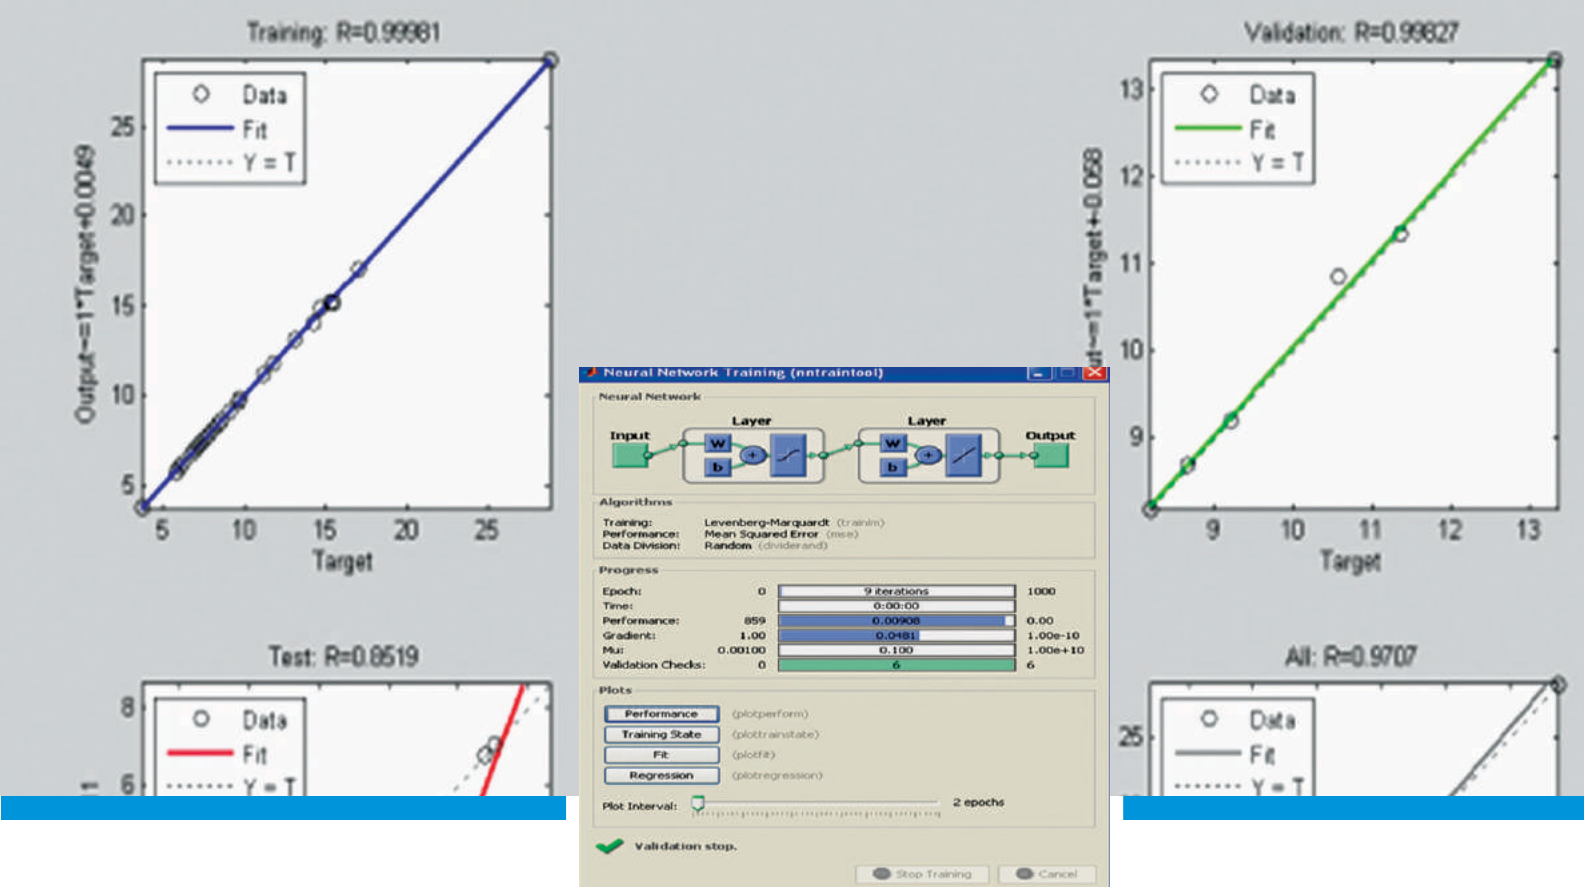 Training: R=0.99981
Data
Fit
Y = T
25
20
15
10
5
Output~=1*Target+0.0049
5 10 15 20 25
Target
Validation: R=0.99827
Data
Fit
Y = T
13
12
11
10
9
ut~=1*Target+-0.058
9 10 11 12 13
Target
Neural Network Training (nntraintool)
Neural Network
Layer Layer
Input W W Output
b + b +
Algorithms
Training: Levenberg-Marquardt (trainlm)
Performance: Mean Squared Error (mse)
Data Division: Random (dividerand)
Progress
Epoch: 0 9 iterations 1000
Time: 0:00:00
Performance: 859 0.00908 0.00
Gradient: 1.00 0.0481 1.00e-10
Mu: 0.00100 0.100 1.00e+10
Validation Checks: 0 6 6
Plots
Performance (plotperform)
Training State (plottrainstate)
Fit (plotfit)
Regression (plotregression)
Plot Interval: 2 epochs
Validation stop.
Stop Training Cancel
Test: R=0.8519
Data
Fit
Y = T
8
6
All: R=0.9707
Data
Fit
Y = T
25